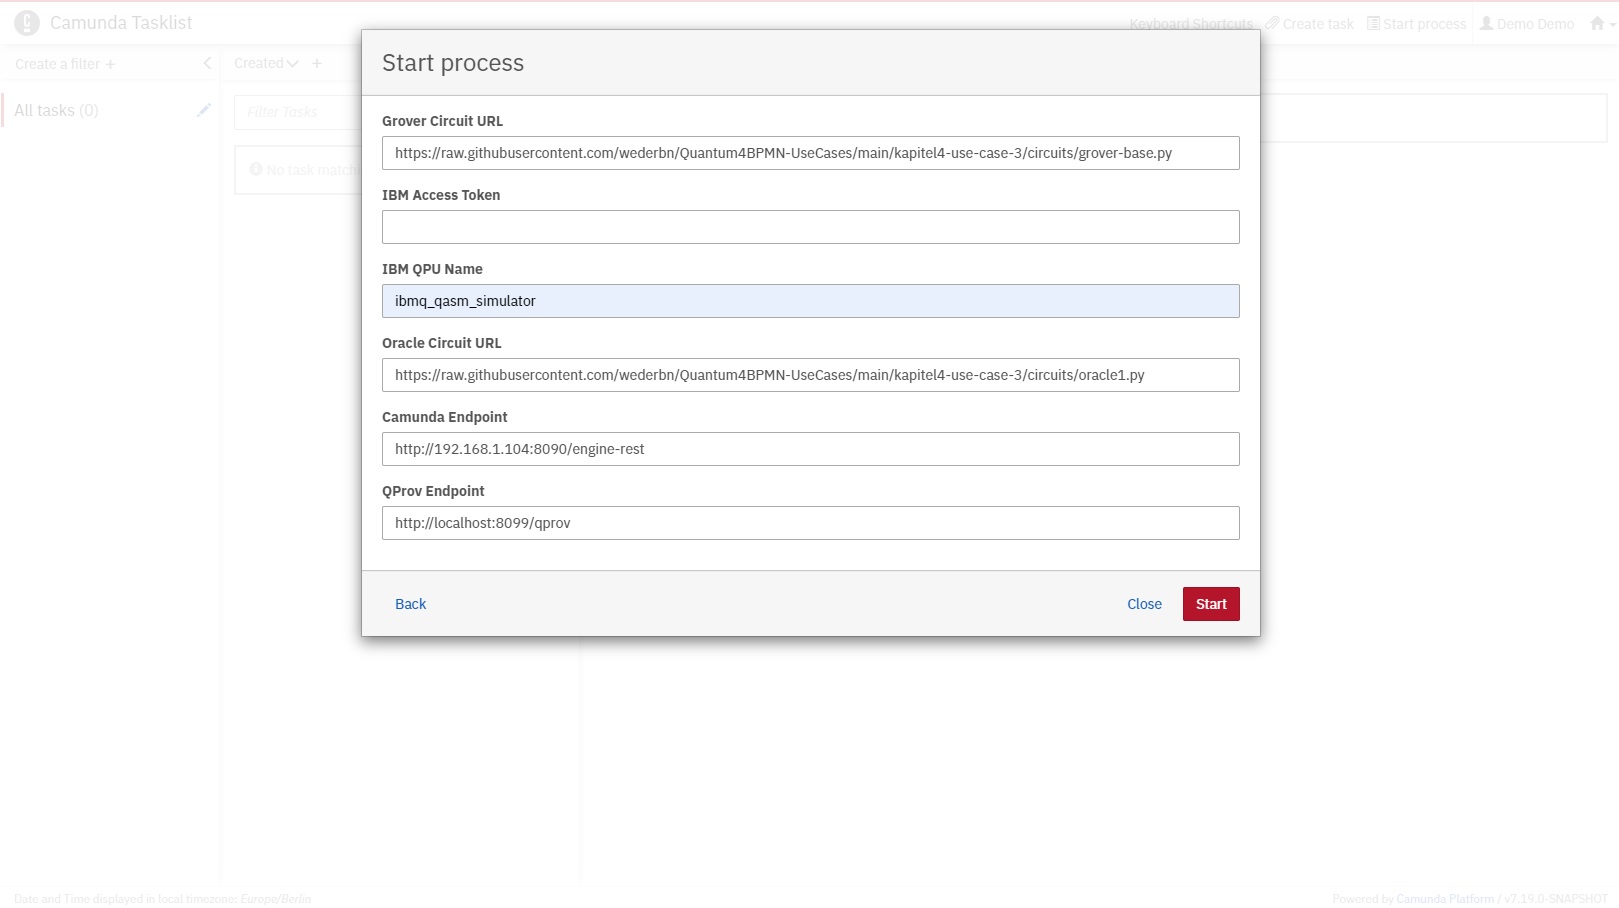 Camunda Tasklist
Keyboard Shortcuts Create task Start process Demo Demo
Create a filter +
Created +
All tasks (0)
Filter Tasks
No task match
Start process
Grover Circuit URL
https://raw.githubusercontent.com/wederbn/Quantum4BPMN-UseCases/main/kapitel4-use-case-3/circuits/grover-base.py
IBM Access Token
IBM QPU Name
ibmq_qasm_simulator
Oracle Circuit URL
https://raw.githubusercontent.com/wederbn/Quantum4BPMN-UseCases/main/kapitel4-use-case-3/circuits/oracle1.py
Camunda Endpoint
http://192.168.1.104:8090/engine-rest
QProv Endpoint
http://localhost:8099/qprov
Back
Close
Start
Date and Time displayed in local timezone: Europe/Berlin
Powered by Camunda Platform / v7.19.0-SNAPSHOT